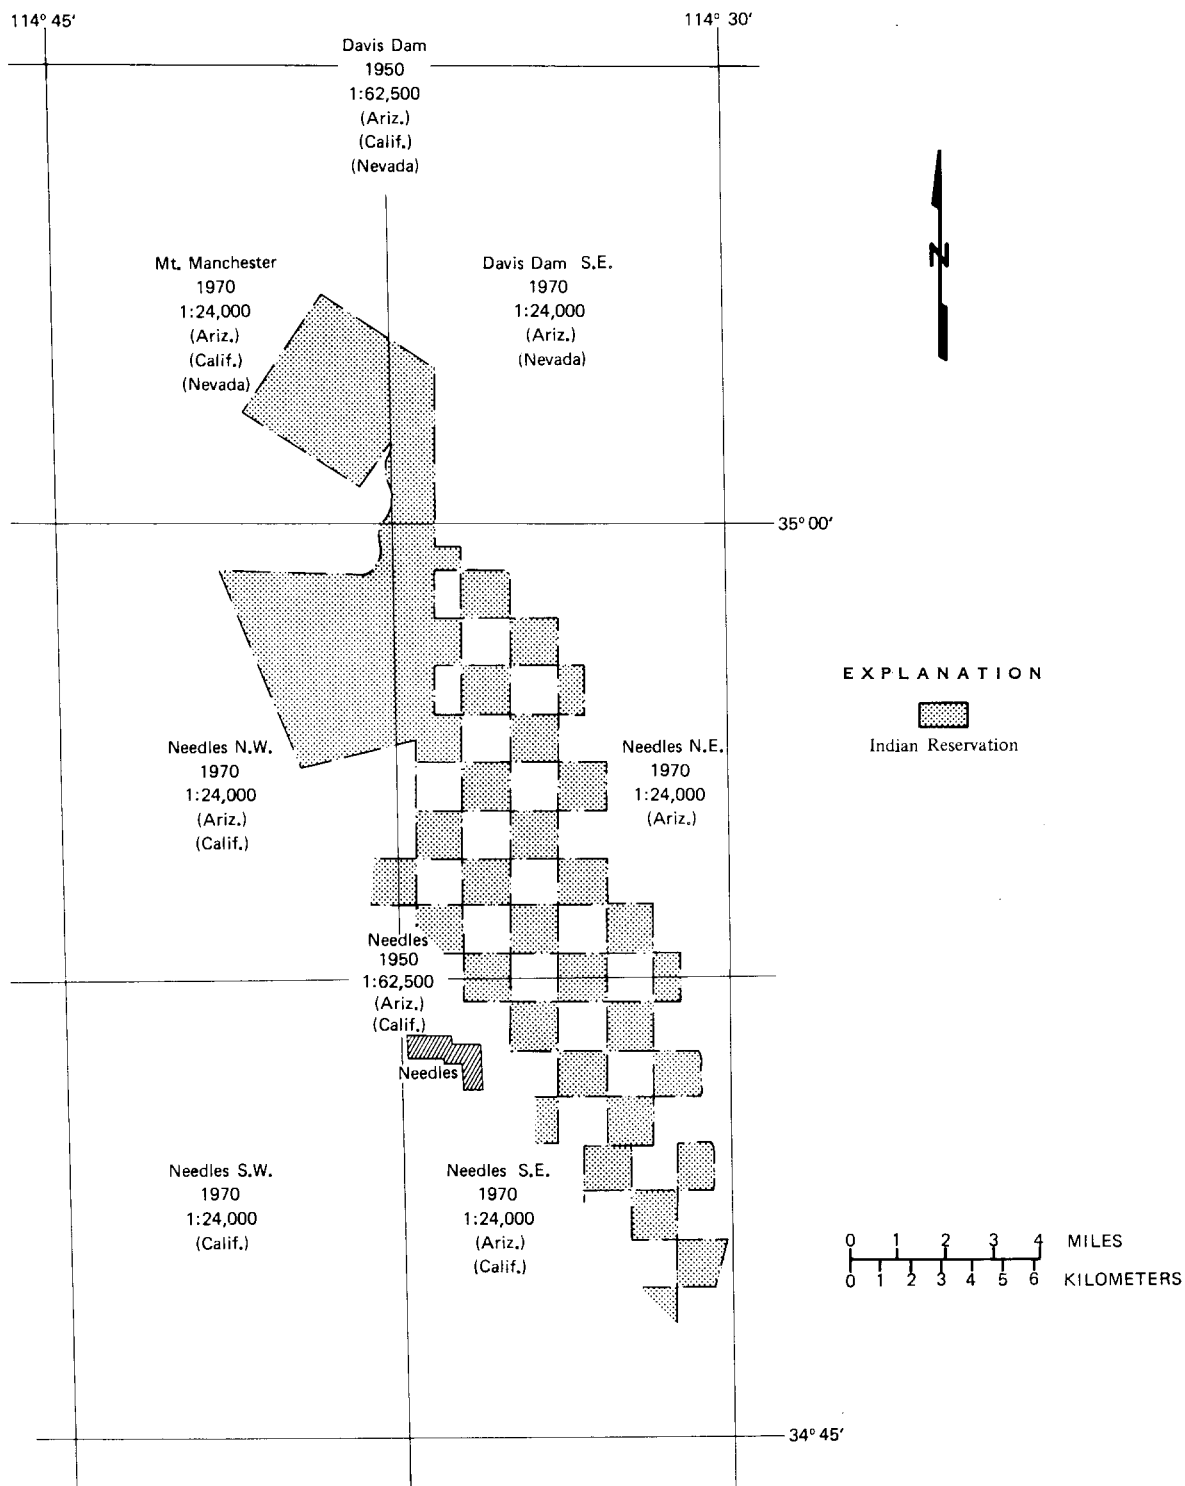 114° 45′
114° 30′
Davis Dam
1950
1:62,500
(Ariz.)
(Calif.)
(Nevada)
Mt. Manchester
1970
1:24,000
(Ariz.)
(Calif.)
(Nevada)
Davis Dam S.E.
1970
1:24,000
(Ariz.)
(Nevada)
N
35° 00′
EXPLANATION
Indian Reservation
Needles N.W.
1970
1:24,000
(Ariz.)
(Calif.)
Needles N.E.
1970
1:24,000
(Ariz.)
Needles
1950
1:62,500
(Ariz.)
(Calif.)
Needles
Needles S.W.
1970
1:24,000
(Calif.)
Needles S.E.
1970
1:24,000
(Ariz.)
(Calif.)
0 1 2 3 4 MILES
0 1 2 3 4 5 6 KILOMETERS
34° 45′